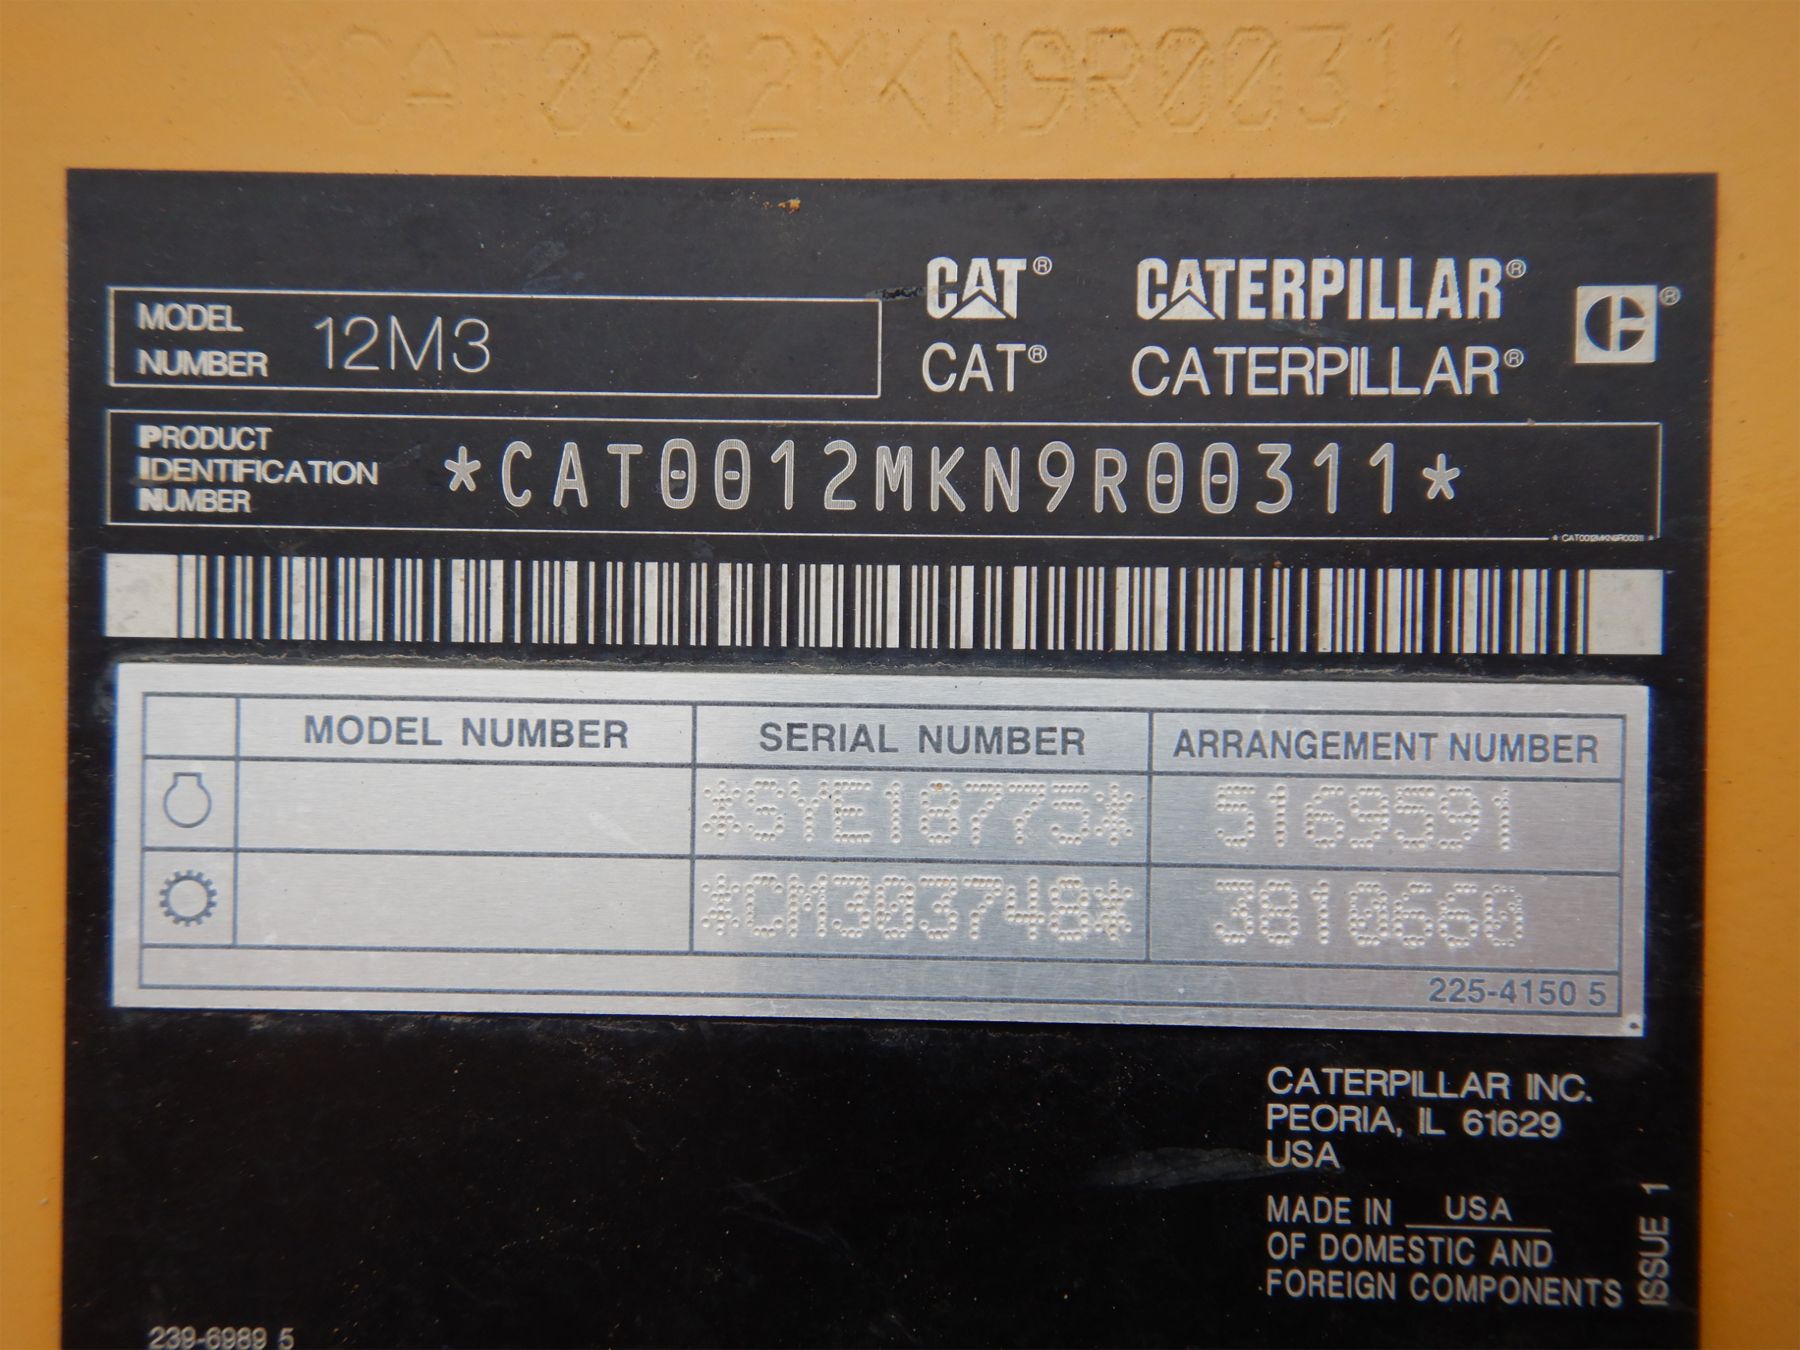 *CAT0012MKN9R00311*
CAT® CATERPILLAR®
MODEL NUMBER 12M3
CAT® CATERPILLAR®
PRODUCT IDENTIFICATION NUMBER *CAT0012MKN9R00311*
* CAT0012MKN9R00311 *
MODEL NUMBER SERIAL NUMBER ARRANGEMENT NUMBER
*SYE18775* 5169591
*CM303748* 3810660
225-4150 5
CATERPILLAR INC.
PEORIA, IL 61629
USA
MADE IN USA
OF DOMESTIC AND
FOREIGN COMPONENTS
ISSUE 1
239-6989 5